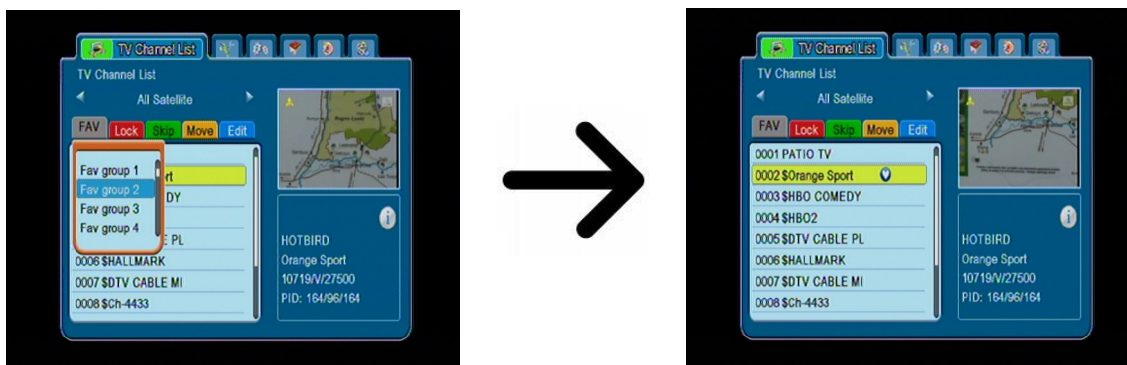 TV Channel List
TV Channel List
All Satellite
FAV Lock Skip Move Edit
Fav group 1
Fav group 2 rt
Fav group 3 DY
Fav group 4
E PL
0006 $HALLMARK
0007 $DTV CABLE MI
0008 $Ch-4433
HOTBIRD
Orange Sport
10719/V/27500
PID: 164/96/164
TV Channel List
TV Channel List
All Satellite
FAV Lock Skip Move Edit
0001 PATIO TV
0002 $Orange Sport
0003 $HBO COMEDY
0004 $HBO2
0005 $DTV CABLE PL
0006 $HALLMARK
0007 $DTV CABLE MI
0008 $Ch-4433
HOTBIRD
Orange Sport
10719/V/27500
PID: 164/96/164